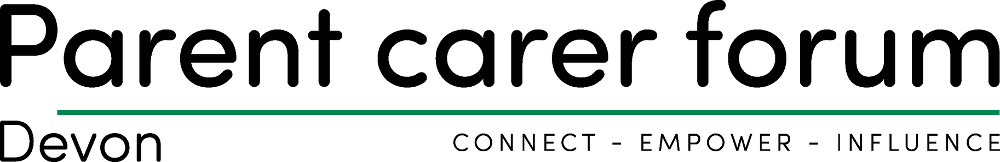 Parent carer forum
Devon
CONNECT - EMPOWER - INFLUENCE